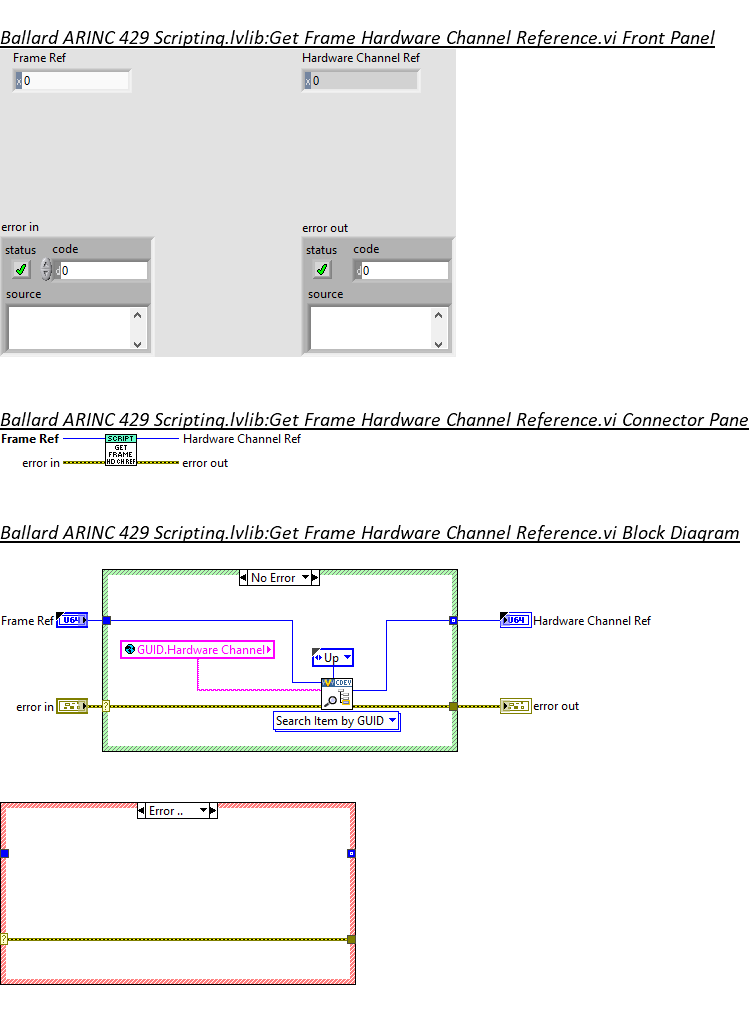 Ballard ARINC 429 Scripting.lvlib:Get Frame Hardware Channel Reference.vi Front Panel
Frame Ref
Hardware Channel Ref
x 0
x 0
error in
error out
status code
status code
d 0
d 0
source
source
Ballard ARINC 429 Scripting.lvlib:Get Frame Hardware Channel Reference.vi Connector Pane
Frame Ref
SCRIPT
GET
FRAME
HD CH REF
Hardware Channel Ref
error in
error out
Ballard ARINC 429 Scripting.lvlib:Get Frame Hardware Channel Reference.vi Block Diagram
No Error
Frame Ref
U64
U64
Hardware Channel Ref
GUID.Hardware Channel
Up
CDEV
error in
?
error out
Search Item by GUID
Error ..
?